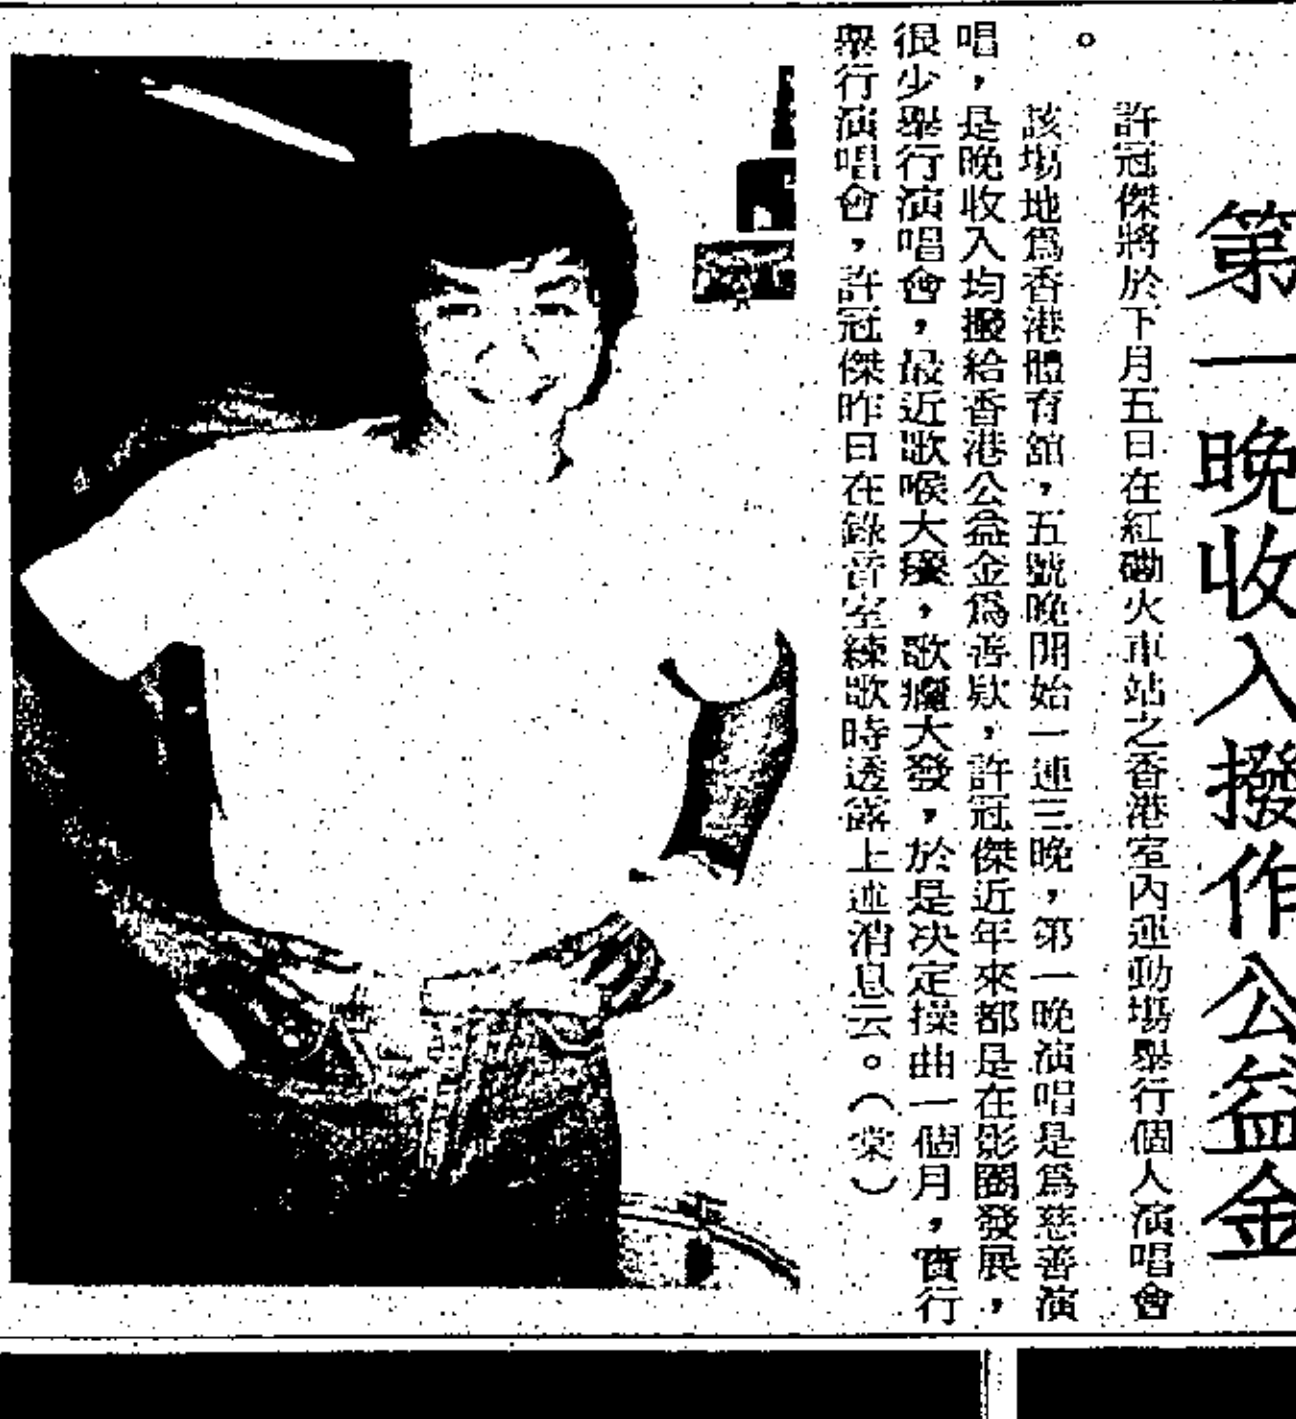 第一晚收入撥作公益金
許冠傑將於下月五日在紅磡火車站之香港室內運動場舉行個人演唱會
。
該場地爲香港體育舘，五號晚開始一連三晚，第一晚演唱是爲慈善演
唱，是晚收入均撥給香港公益金爲善欵，許冠傑近年來都是在影圈發展，
很少舉行演唱會，最近歌喉大癢，歌癮大發，於是决定操曲一個月，實行
舉行演唱會，許冠傑昨日在錄音室練歌時透露上述消息云。（棠）